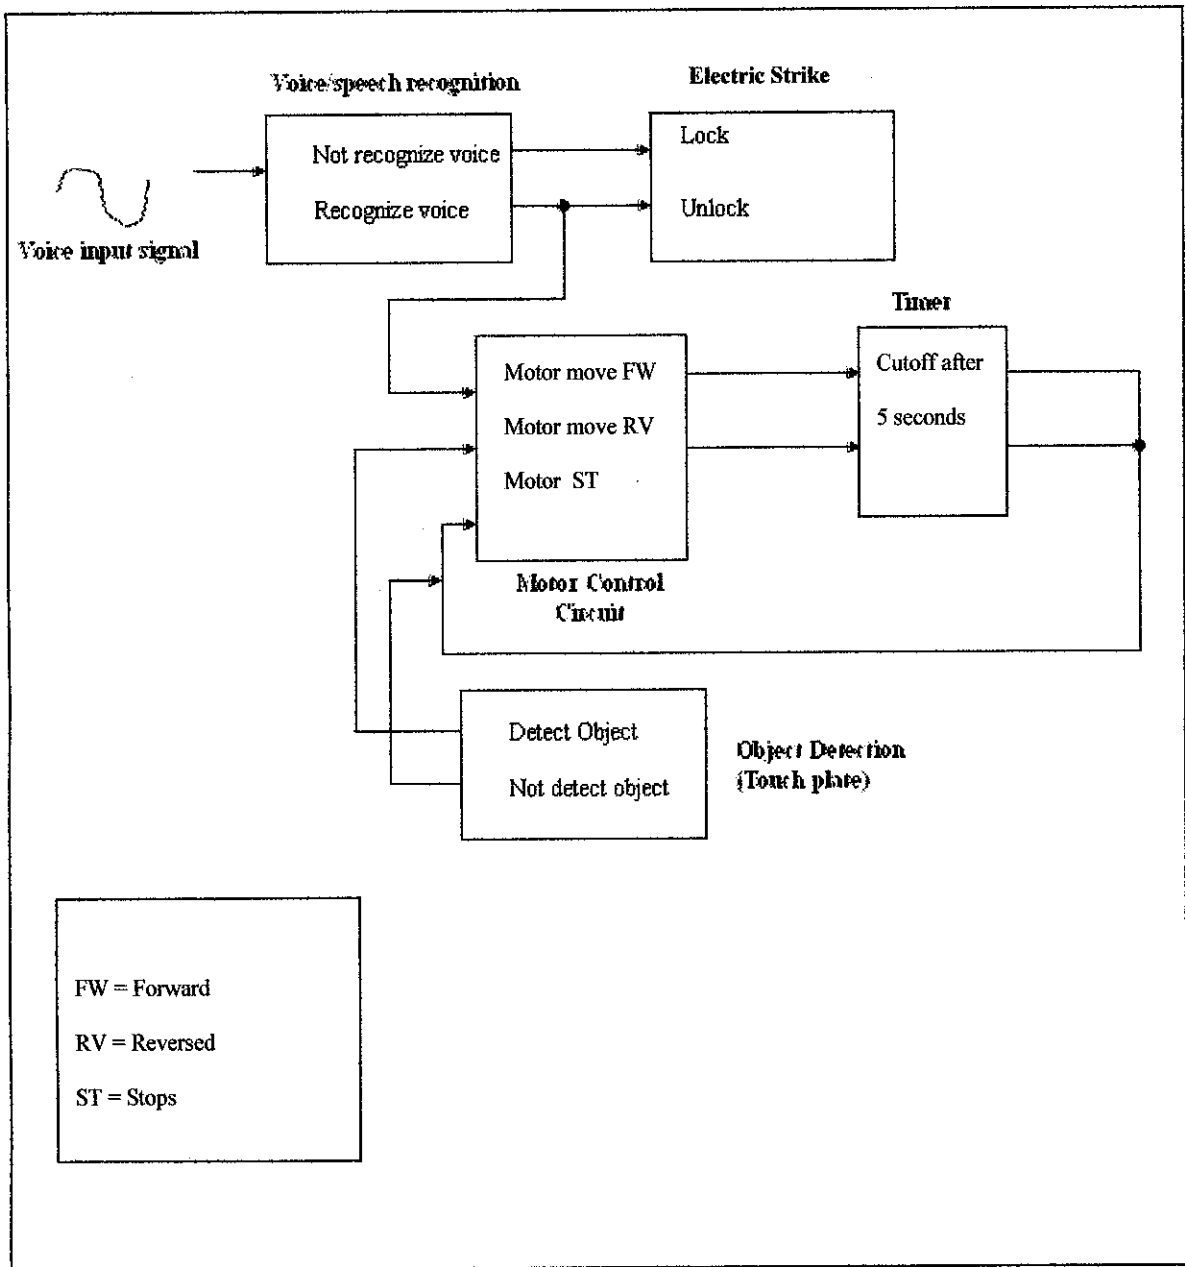 Voice/speech recognition
Electric Strike
Not recognize voice
Recognize voice
Lock
Unlock
Voice input signal
Timer
Motor move FW
Motor move RV
Motor ST
Cutoff after
5 seconds
Motor Control
Circuit
Detect Object
Not detect object
Object Detection
(Touch plate)
FW = Forward
RV = Reversed
ST = Stops